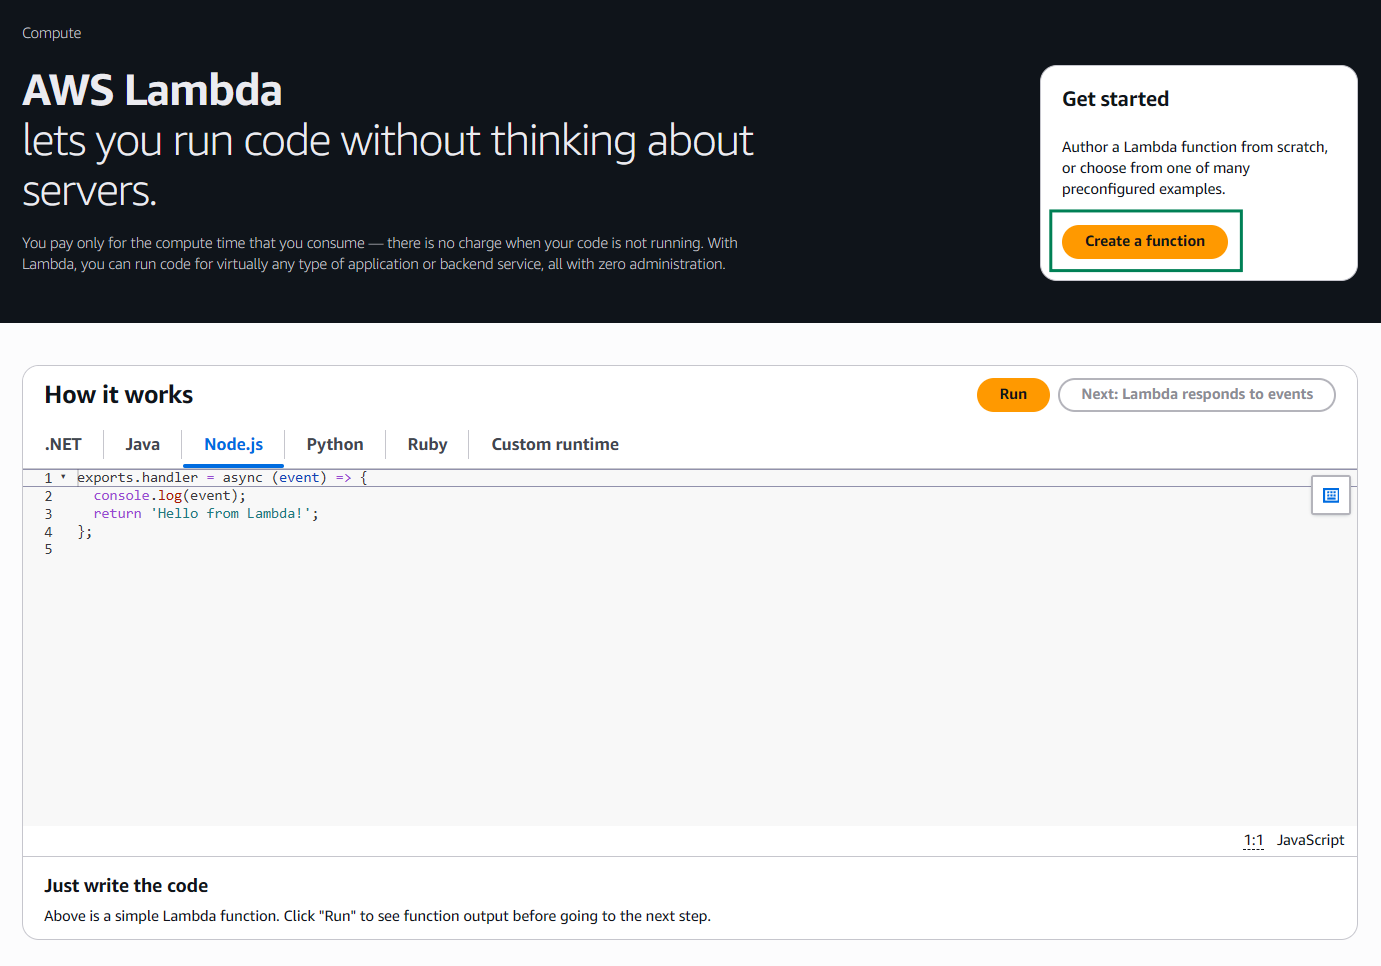 Compute
AWS Lambda
lets you run code without thinking about
servers.
You pay only for the compute time that you consume — there is no charge when your code is not running. With
Lambda, you can run code for virtually any type of application or backend service, all with zero administration.
Get started
Author a Lambda function from scratch,
or choose from one of many
preconfigured examples.
Create a function
How it works
Run
Next: Lambda responds to events
.NET
Java
Node.js
Python
Ruby
Custom runtime
1 exports.handler = async (event) => {
2   console.log(event);
3   return 'Hello from Lambda!';
4 };
5
1:1 JavaScript
Just write the code
Above is a simple Lambda function. Click "Run" to see function output before going to the next step.